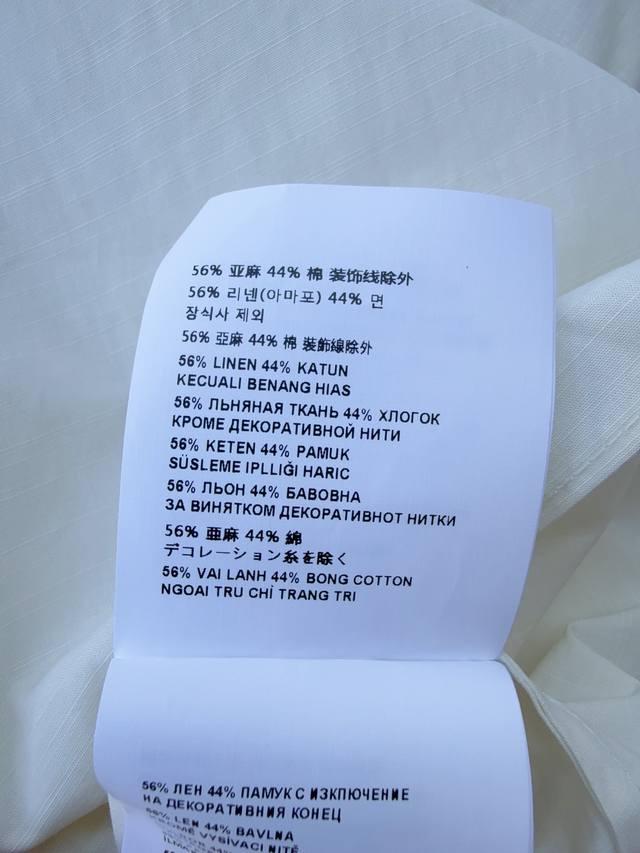 56% 亚麻 44% 棉 装饰线除外
56% 리넨(아마포) 44% 면
장식사 제외
56% 亞麻 44% 棉 裝飾線除外
56% LINEN 44% KATUN
KECUALI BENANG HIAS
56% ЛЬНЯНАЯ ТКАНЬ 44% ХЛОГОК
КРОМЕ ДЕКОРАТИВНОЙ НИТИ
56% KETEN 44% PAMUK
SÜSLEME IPLLIĞI HARIC
56% ЛЬОН 44% БАВОВНА
ЗА ВИНЯТКОМ ДЕКОРАТИВНОТ НИТКИ
56% 亜麻 44% 綿
デコレーション糸を除く
56% VAI LANH 44% BONG COTTON
NGOAI TRU CHỈ TRANG TRI
56% ЛЕН 44% ПАМУК С ИЗКПЮЧЕНИЕ
НА ДЕКОРАТИВНИЯ КОНЕЦ
56% LEN 44% BAVLNA
VYSÍVACI NITĚ